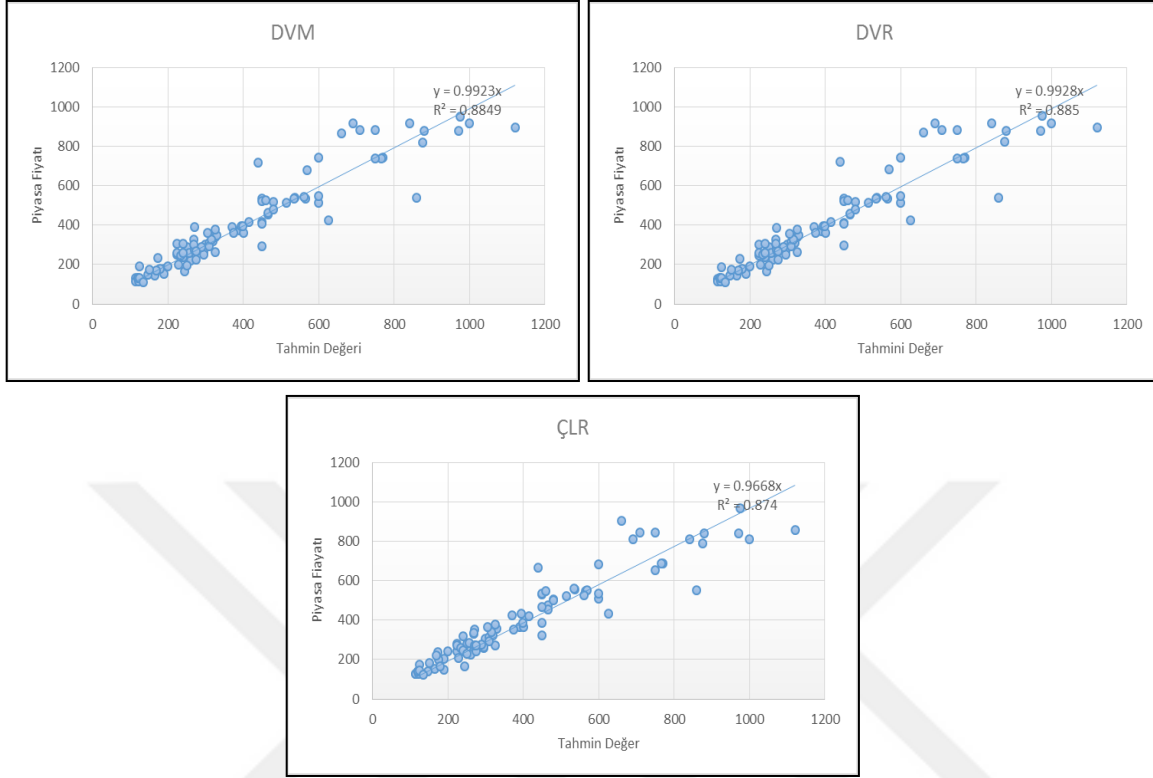 DVM
Piyasa Fiyatı
1200
1000
800
600
400
200
0
y = 0.9923x
R² = 0.8849
0 200 400 600 800 1000 1200
Tahmin Değeri
DVR
Piyasa Fiyatı
1200
1000
800
600
400
200
0
y = 0.9928x
R² = 0.885
0 200 400 600 800 1000 1200
Tahmini Değer
ÇLR
Piyasa Fiayatı
1200
1000
800
600
400
200
0
y = 0.9668x
R² = 0.874
0 200 400 600 800 1000 1200
Tahmin Değer